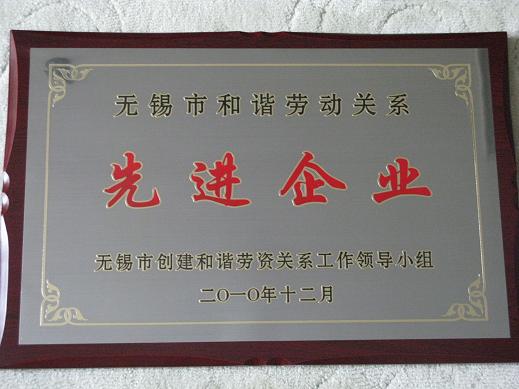 无锡市和谐劳动关系
先进企业
无锡市创建和谐劳资关系工作领导小组
二〇一〇年十二月